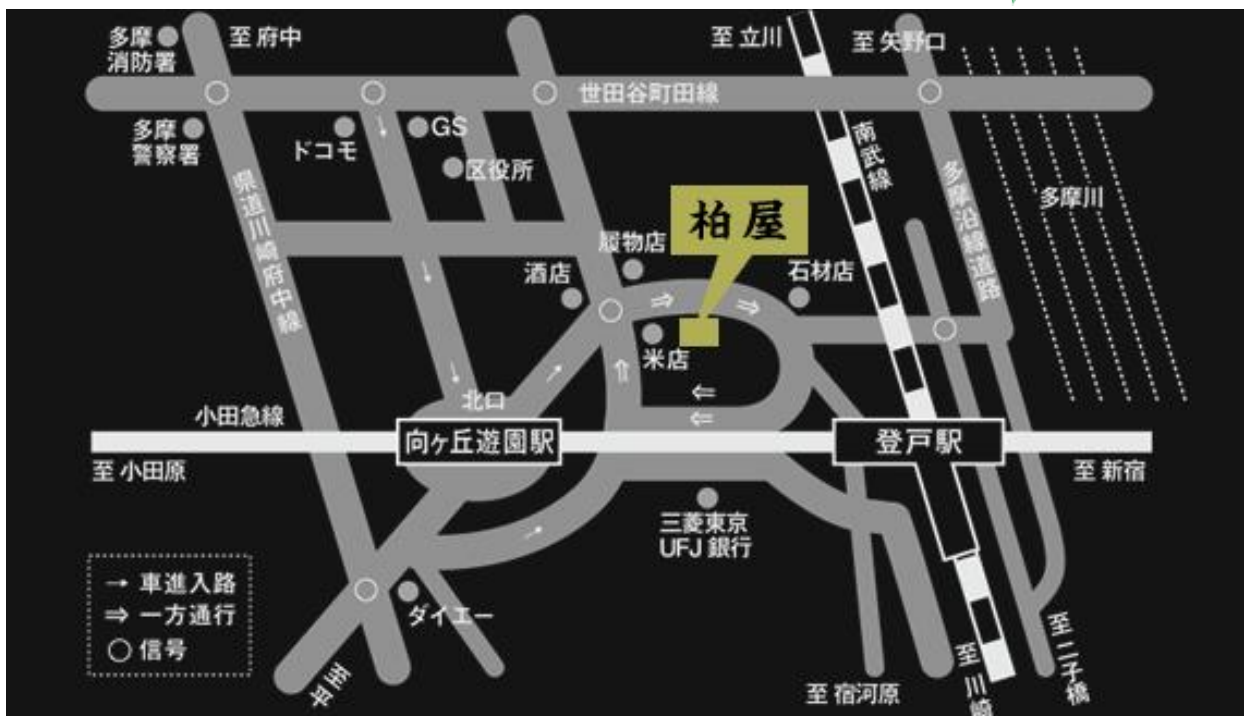 多摩
消防署
至 府中
至 立川
至 矢野口
世田谷町田線
多摩
警察署
ドコモ
GS
区役所
南武線
多摩沿線道路
多摩川
県道川崎府中線
柏屋
履物店
酒店
石材店
米店
北口
小田急線
向ヶ丘遊園駅
登戸駅
至 小田原
至 新宿
三菱東京
UFJ 銀行
→ 車進入路
⇒ 一方通行
○ 信号
ダイエー
至 平
至 宿河原
至 川崎
至 二子橋